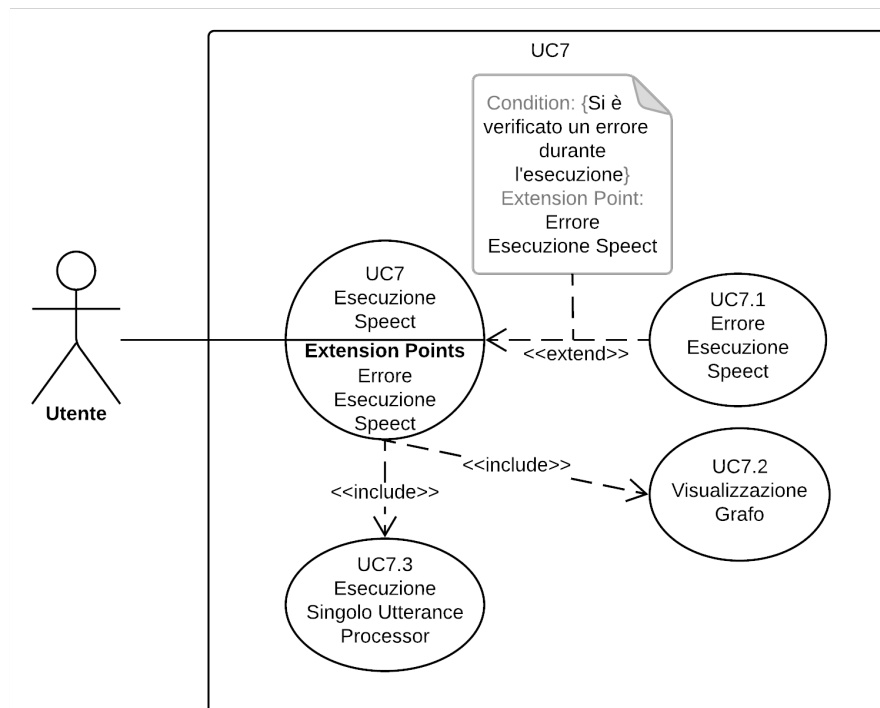 UC7
Condition: {Si è
verificato un errore
durante
l'esecuzione}
Extension Point:
Errore
Esecuzione Speect
UC7
Esecuzione
Speect
Extension Points
Errore
Esecuzione
Speect
<<extend>>
UC7.1
Errore
Esecuzione
Speect
Utente
<<include>>
UC7.2
Visualizzazione
Grafo
<<include>>
UC7.3
Esecuzione
Singolo Utterance
Processor